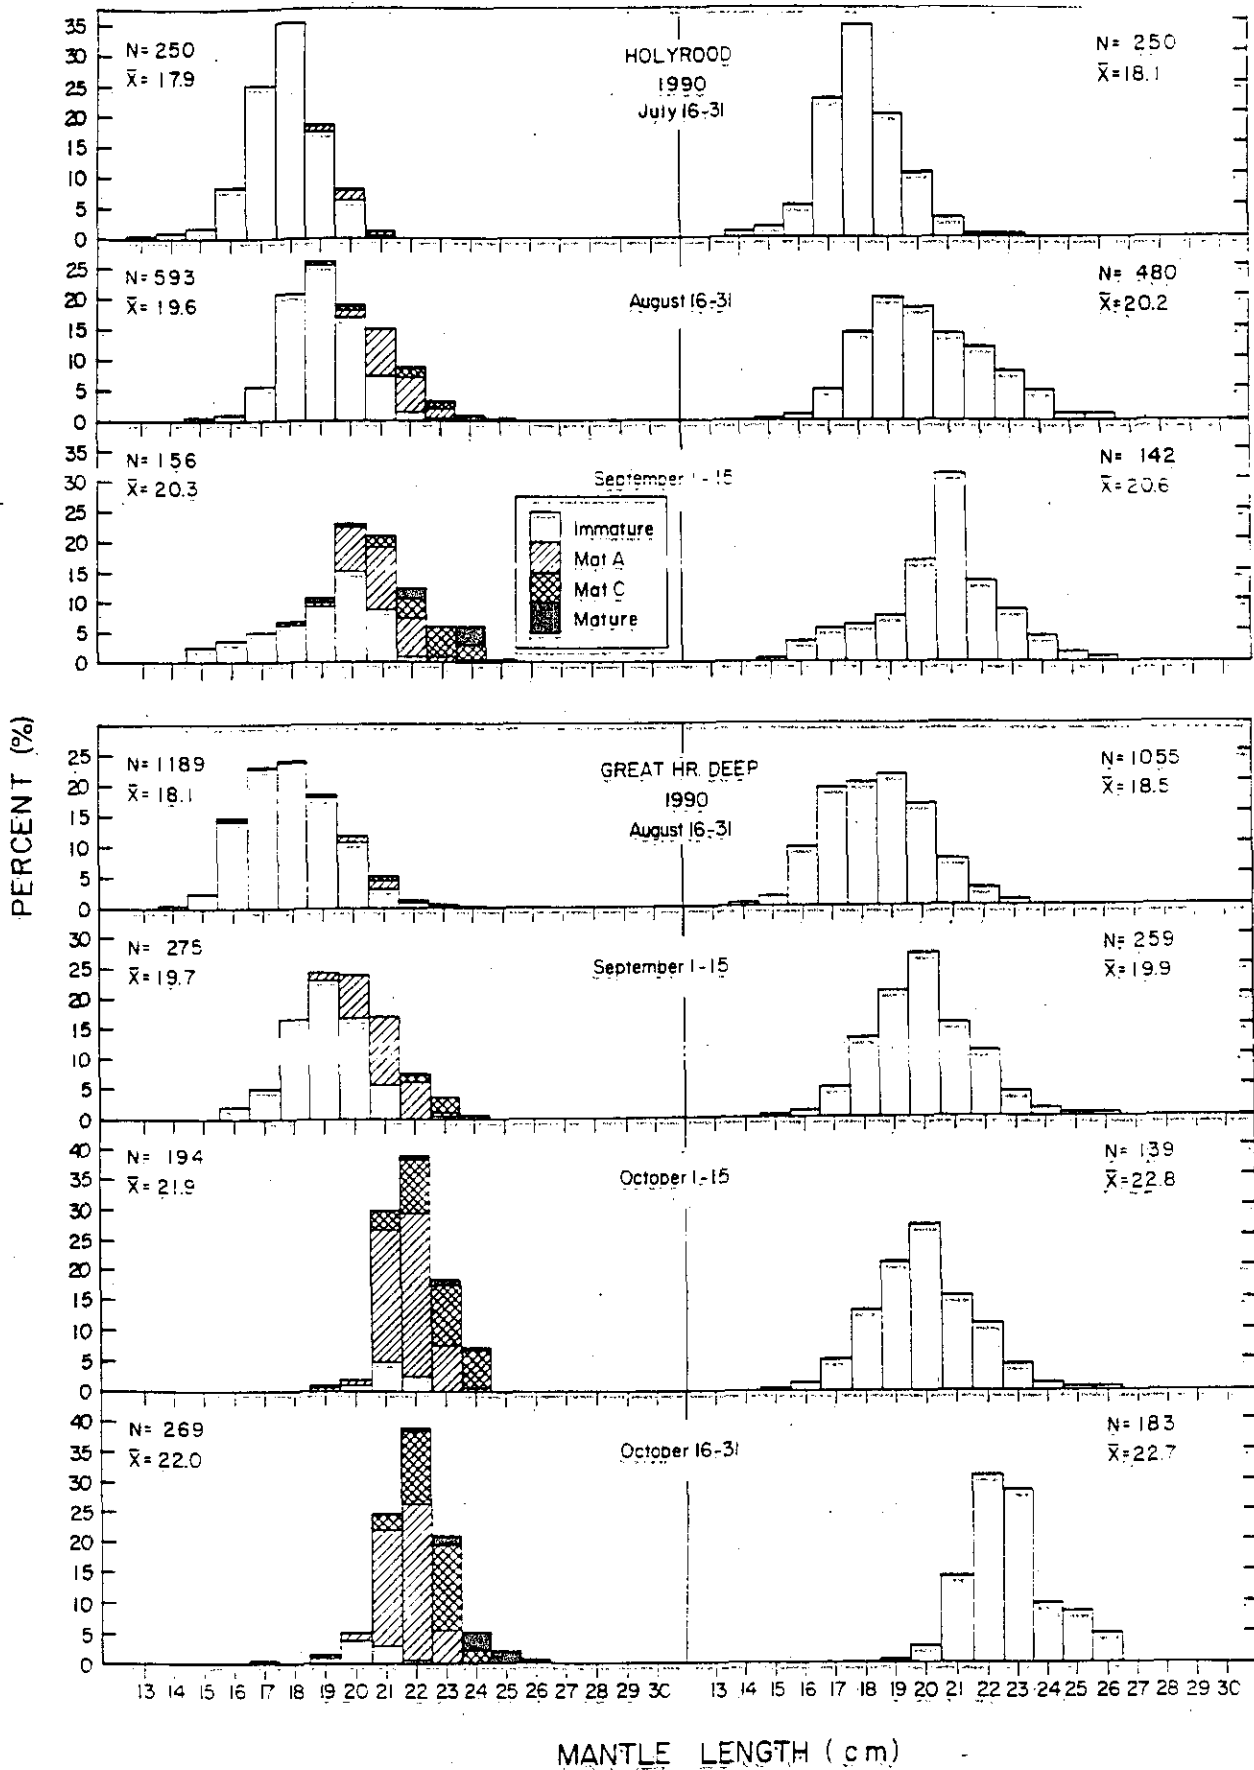 35
30
25
20
15
10
5
0
N= 250
X̄= 17.9
HOLYROOD
1990
July 16-31
N= 250
X̄=18.1
25
20
15
10
5
0
N= 593
X̄= 19.6
August 16-31
N= 480
X̄=20.2
35
30
25
20
15
10
5
0
N= 156
X̄= 20.3
September 1-15
N= 142
X̄=20.6
Immature
Mat A
Mat C
Mature
PERCENT (%)
25
20
15
10
5
0
N= 1189
X̄= 18.1
GREAT HR. DEEP
1990
August 16-31
N=1055
X̄=18.5
30
25
20
15
10
5
0
N= 275
X̄= 19.7
September 1-15
N= 259
X̄=19.9
40
35
30
25
20
15
10
5
0
N= 194
X̄= 21.9
October 1-15
N= 139
X̄=22.8
40
35
30
25
20
15
10
5
0
N= 269
X̄= 22.0
October 16-31
N= 183
X̄=22.7
13 14 15 16 17 18 19 20 21 22 23 24 25 26 27 28 29 30 13 14 15 16 17 18 19 20 21 22 23 24 25 26 27 28 29 30
MANTLE LENGTH (cm)